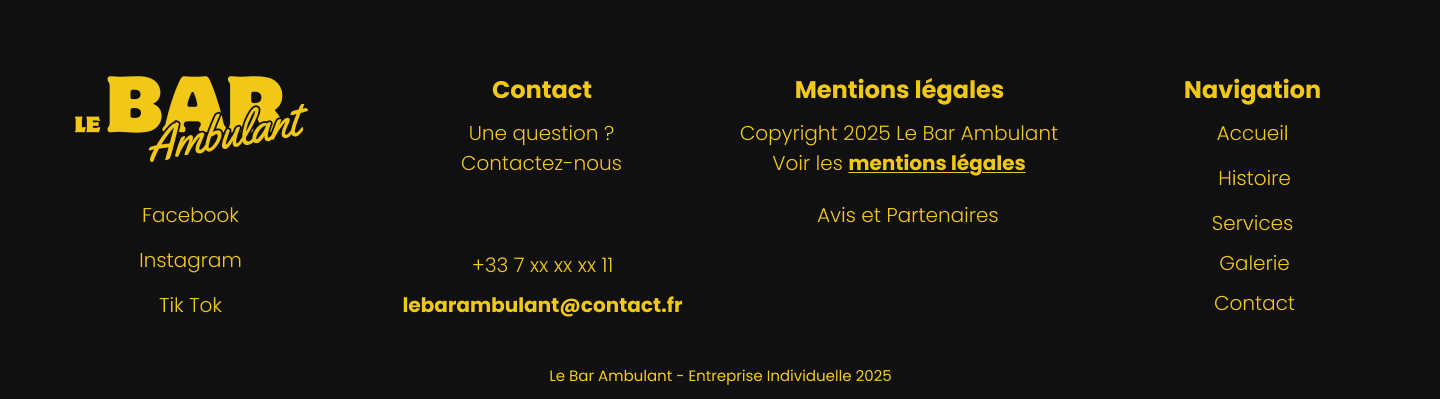 LE BAR
Ambulant
Facebook
Instagram
Tik Tok
Contact
Une question ?
Contactez-nous
+33 7 xx xx xx 11
lebarambulant@contact.fr
Mentions légales
Copyright 2025 Le Bar Ambulant
Voir les mentions légales
Avis et Partenaires
Navigation
Accueil
Histoire
Services
Galerie
Contact
Le Bar Ambulant - Entreprise Individuelle 2025